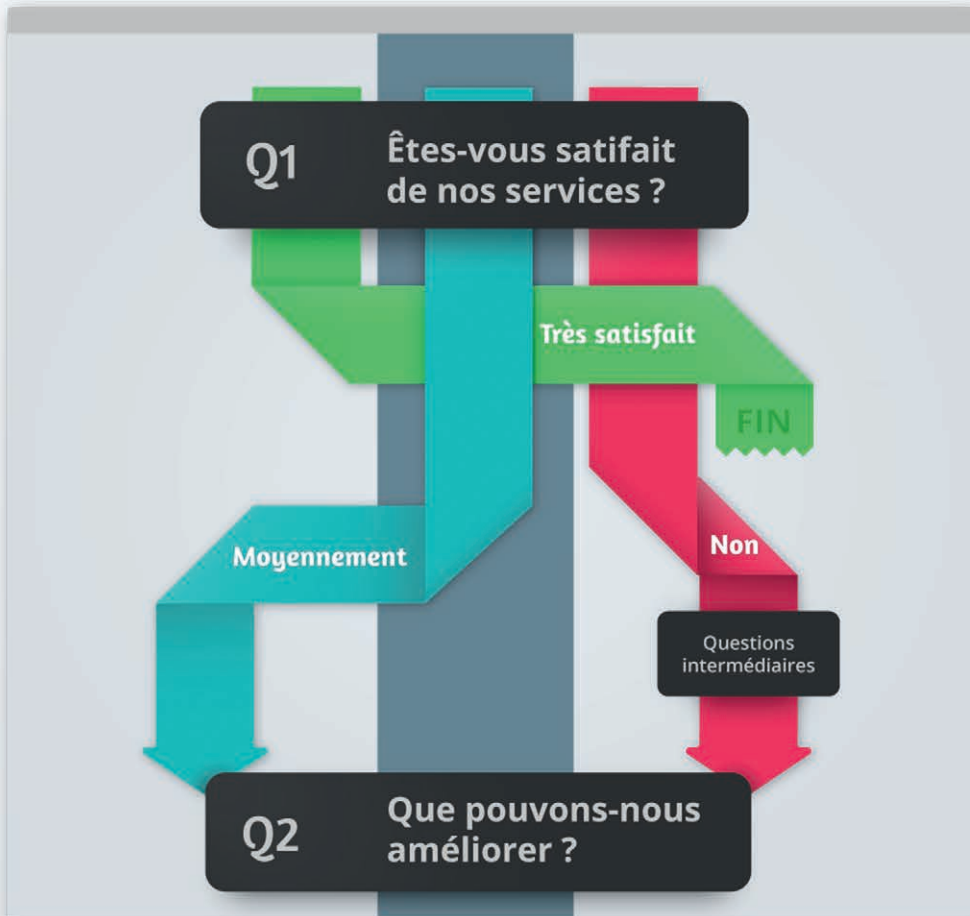 Q1
Êtes-vous satifait
de nos services ?
Très satisfait
FIN
Moyennement
Non
Questions
intermédiaires
Q2
Que pouvons-nous
améliorer ?